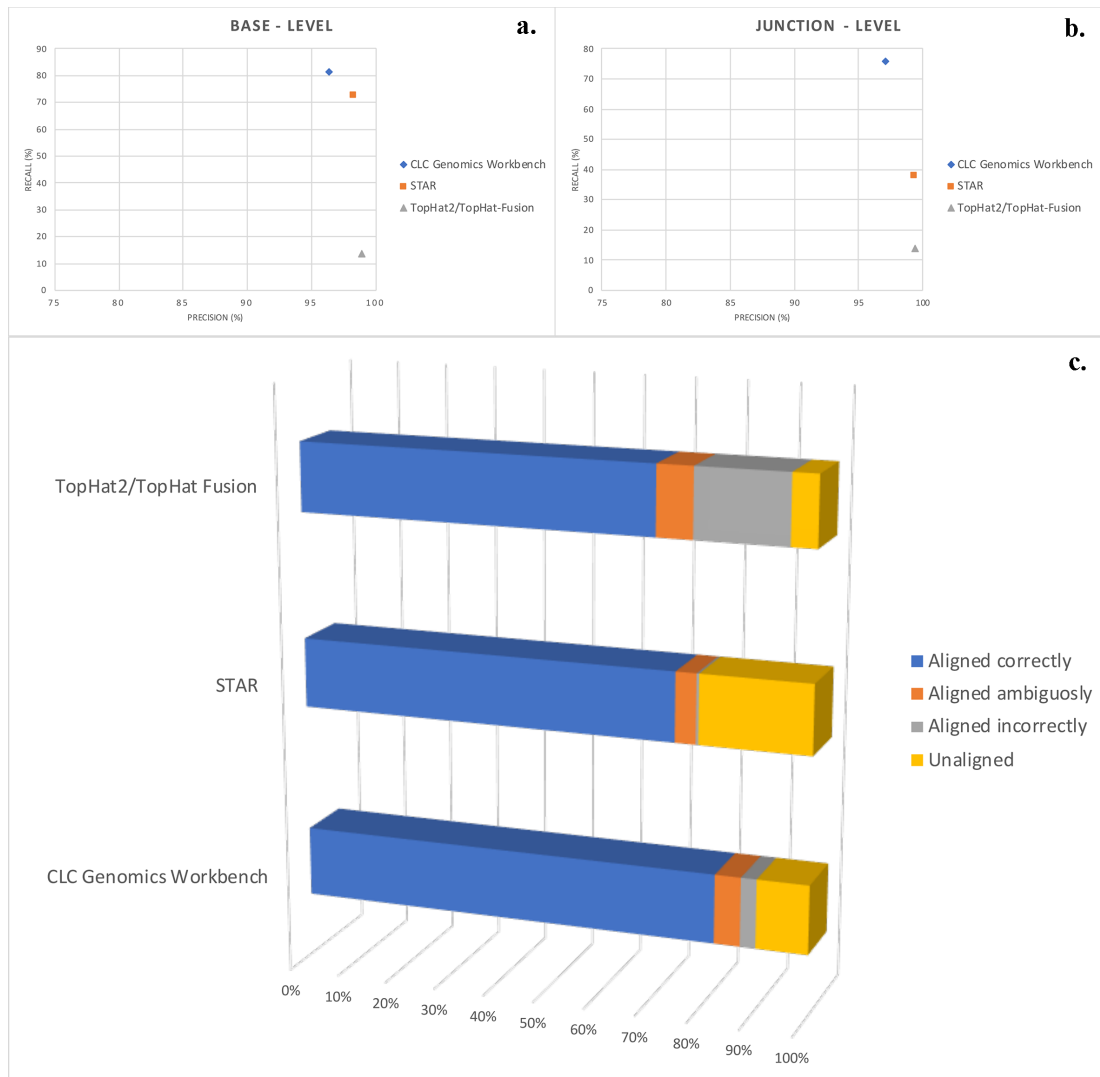 BASE - LEVEL
a.
90
80
70
60
50
40
30
20
10
0
RECALL (%)
75
80
85
90
95
100
PRECISION (%)
CLC Genomics Workbench
STAR
TopHat2/TopHat-Fusion
JUNCTION - LEVEL
b.
80
70
60
50
40
30
20
10
0
RECALL (%)
75
80
85
90
95
100
PRECISION (%)
CLC Genomics Workbench
STAR
TopHat2/TopHat-Fusion
c.
TopHat2/TopHat Fusion
STAR
CLC Genomics Workbench
0%
10%
20%
30%
40%
50%
60%
70%
80%
90%
100%
Aligned correctly
Aligned ambiguosly
Aligned incorrectly
Unaligned